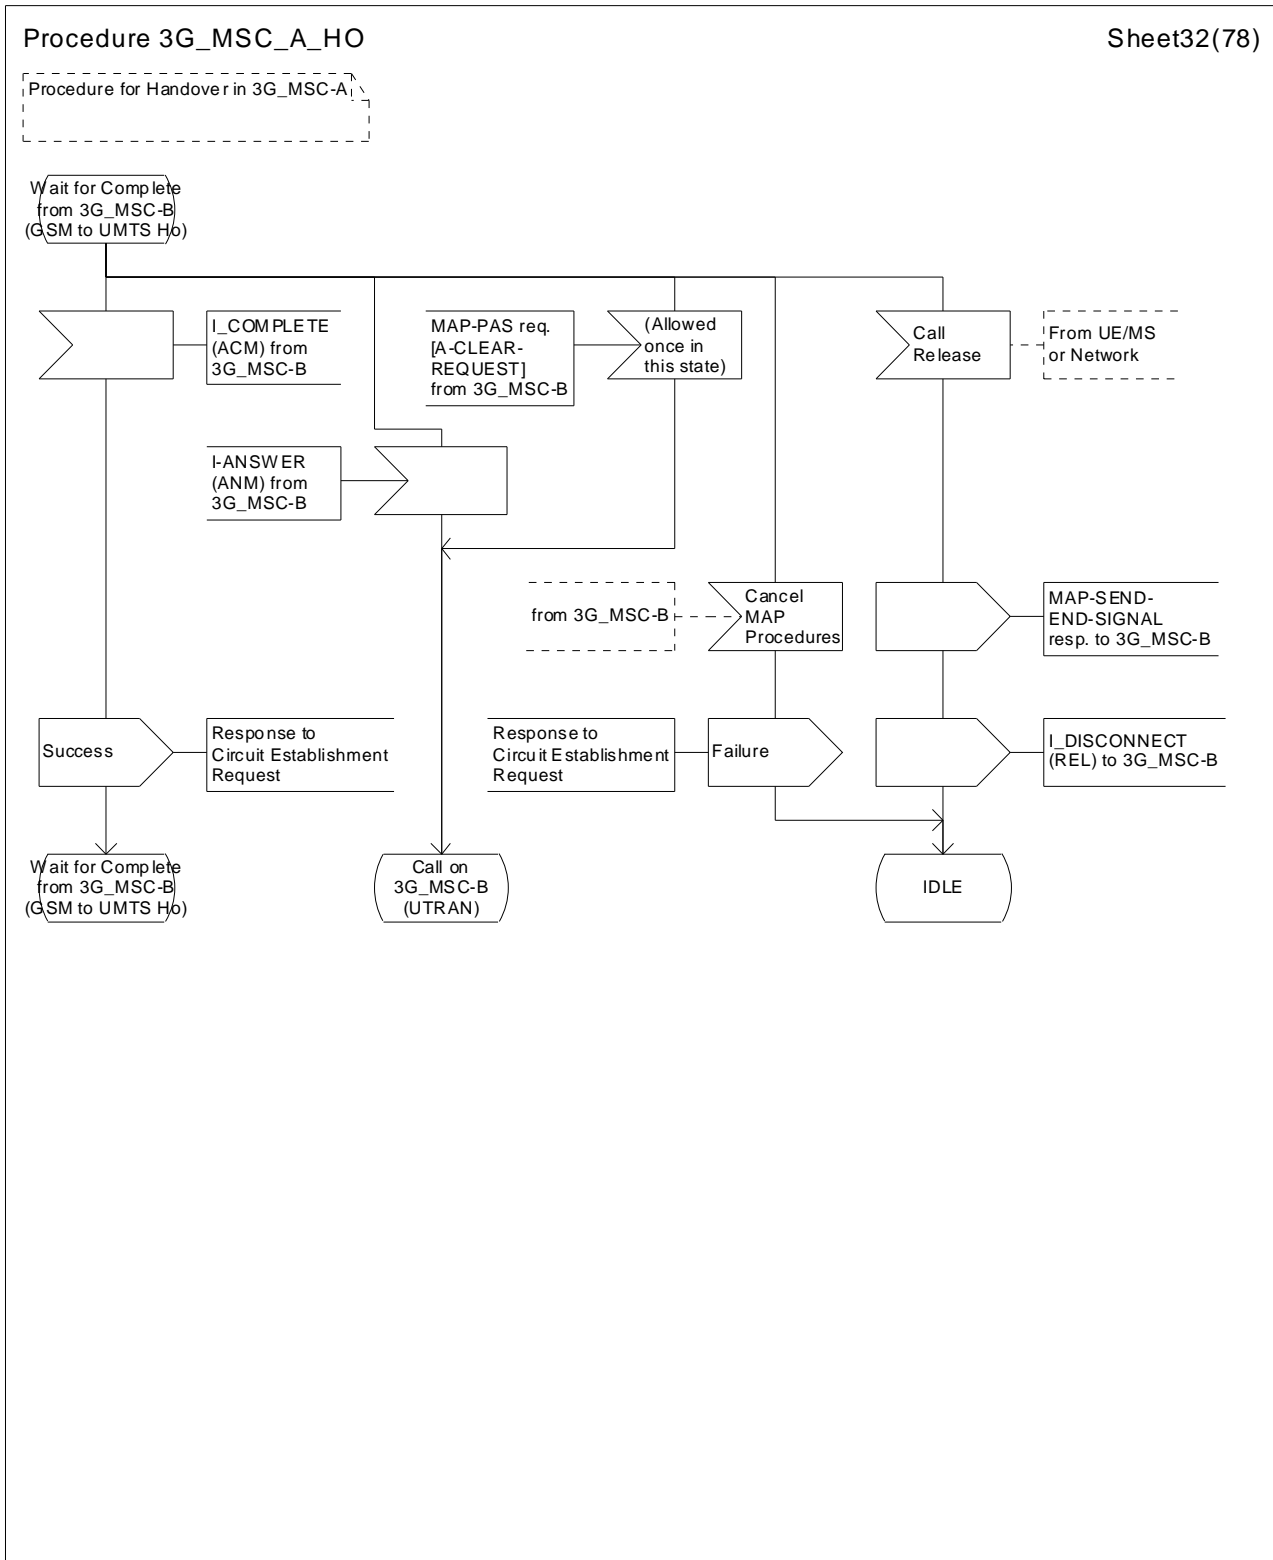 Procedure 3G_MSC_A_HO
Sheet32(78)
Procedure for Handover in 3G_MSC-A
Wait for Complete
from 3G_MSC-B
(GSM to UMTS Ho)
I_COMPLETE
(ACM) from
3G_MSC-B
MAP-PAS req.
[A-CLEAR-
REQUEST]
from 3G_MSC-B
(Allowed
once in
this state)
Call
Release
From UE/MS
or Network
I-ANSWER
(ANM) from
3G_MSC-B
from 3G_MSC-B
Cancel
MAP
Procedures
MAP-SEND-
END-SIGNAL
resp. to 3G_MSC-B
Success
Response to
Circuit Establishment
Request
Response to
Circuit Establishment
Request
Failure
I_DISCONNECT
(REL) to 3G_MSC-B
Wait for Complete
from 3G_MSC-B
(GSM to UMTS Ho)
Call on
3G_MSC-B
(UTRAN)
IDLE